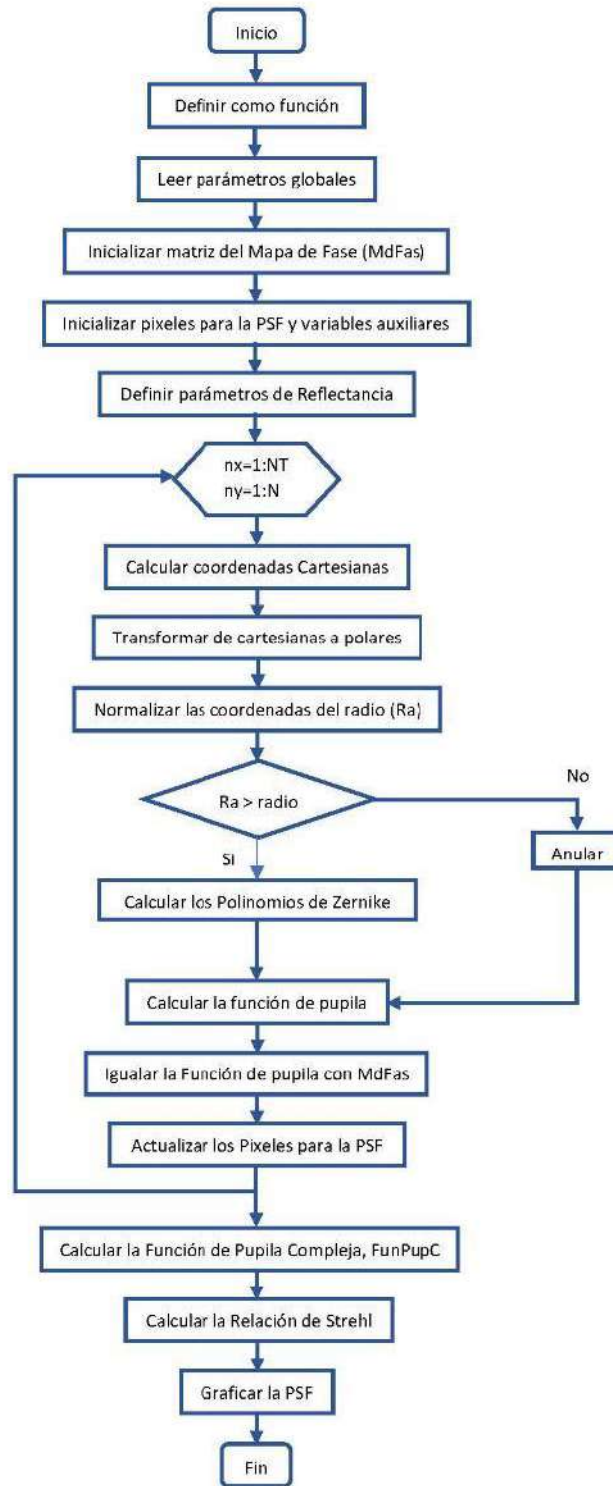 Inicio
Definir como función
Leer parámetros globales
Inicializar matriz del Mapa de Fase (MdFas)
Inicializar pixeles para la PSF y variables auxiliares
Definir parámetros de Reflectancia
nx=1:NT
ny=1:N
Calcular coordenadas Cartesianas
Transformar de cartesianas a polares
Normalizar las coordenadas del radio (Ra)
Ra > radio
No
Anular
Si
Calcular los Polinomios de Zernike
Calcular la función de pupila
Igualar la Función de pupila con MdFas
Actualizar los Pixeles para la PSF
Calcular la Función de Pupila Compleja, FunPupC
Calcular la Relación de Strehl
Graficar la PSF
Fin